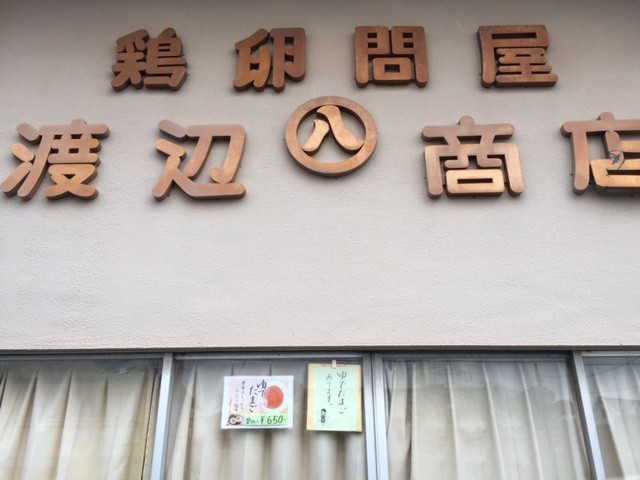 鶏卵問屋
渡辺八商店
ゆでたまご
¥650-
ゆでたまご
あります。